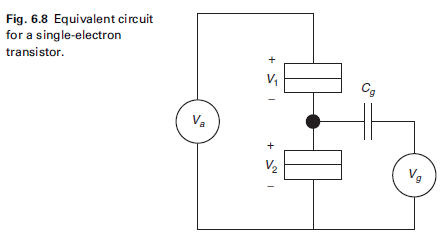 Fig. 6.8 Equivalent circuit
for a single-electron
transistor.
+
V1
–
Cg
Va
+
V2
–
Vg